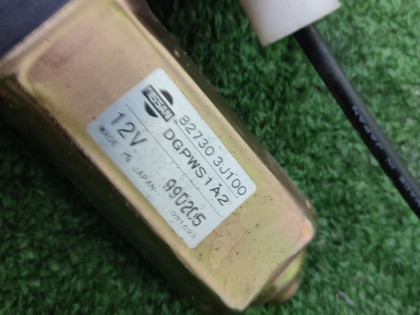 NISSAN
82730 3J100
DGPWS1A2
12V 990205
MADE IN JAPAN